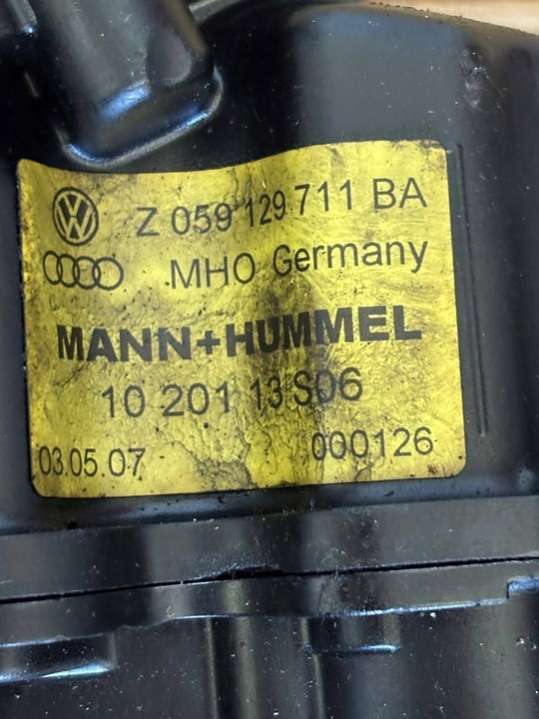 Z 059 129 711 BA
MHO Germany
MANN+HUMMEL
10 201 13 S06
03.05.07 000126